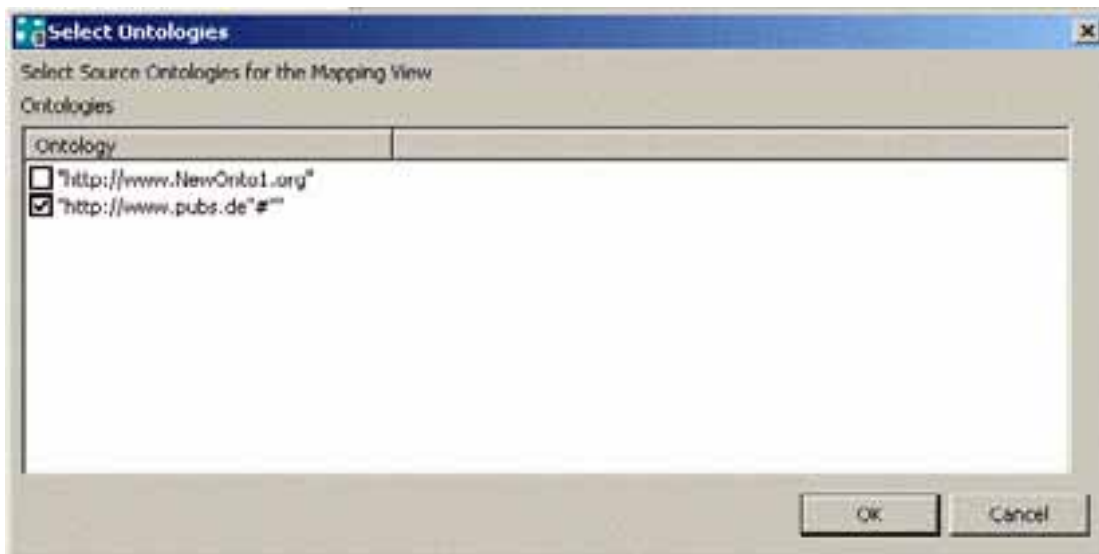 Select Ontologies
Select Source Ontologies for the Mapping View
Ontologies
Ontology
"http://www.NewOnto1.org"
"http://www.pubs.de"#""
OK
Cancel